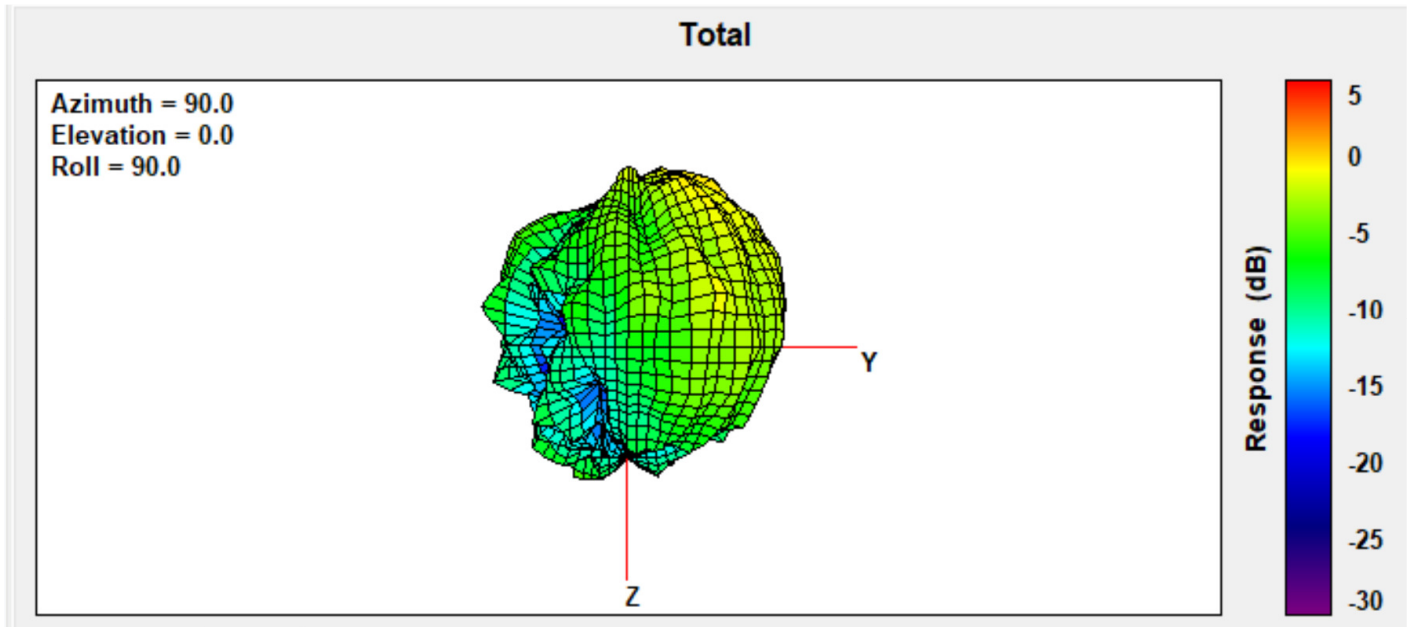 Total
Azimuth = 90.0
Elevation = 0.0
Roll = 90.0
Y
Z
5
0
-5
-10
-15
-20
-25
-30
Response (dB)